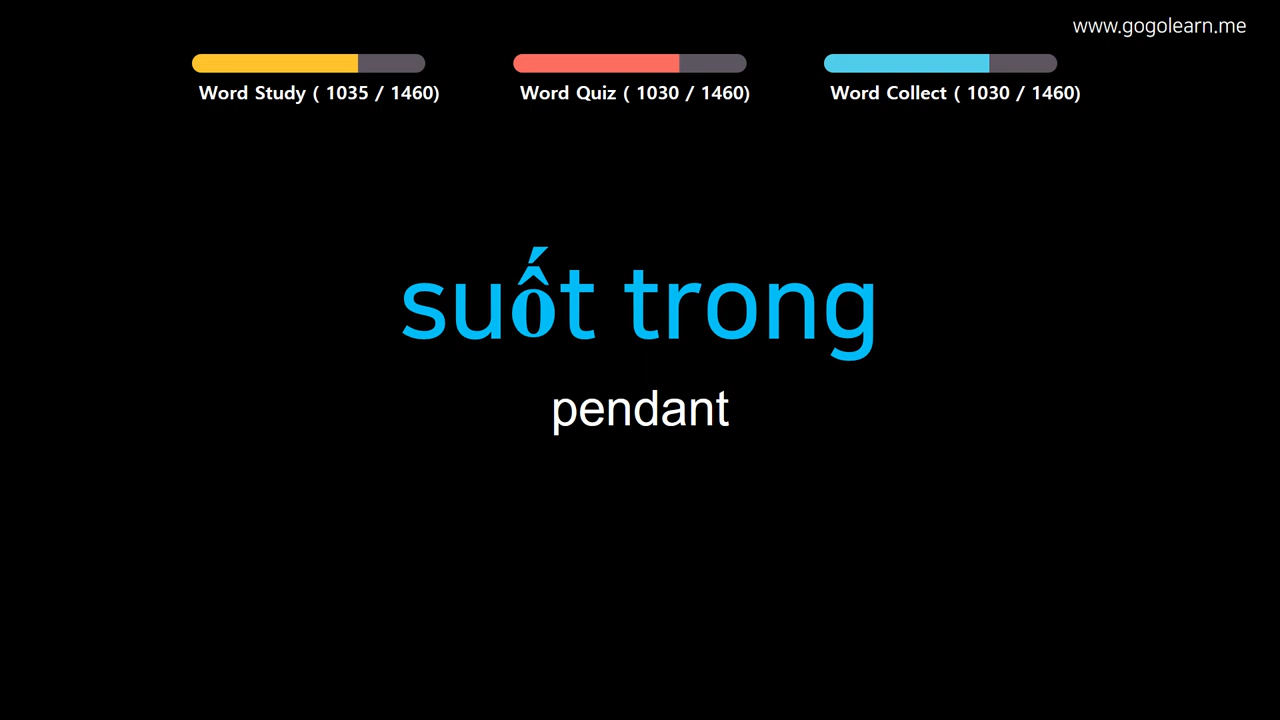 www.gogolearn.me
Word Study ( 1035 / 1460)
Word Quiz ( 1030 / 1460)
Word Collect ( 1030 / 1460)
suốt trong
pendant